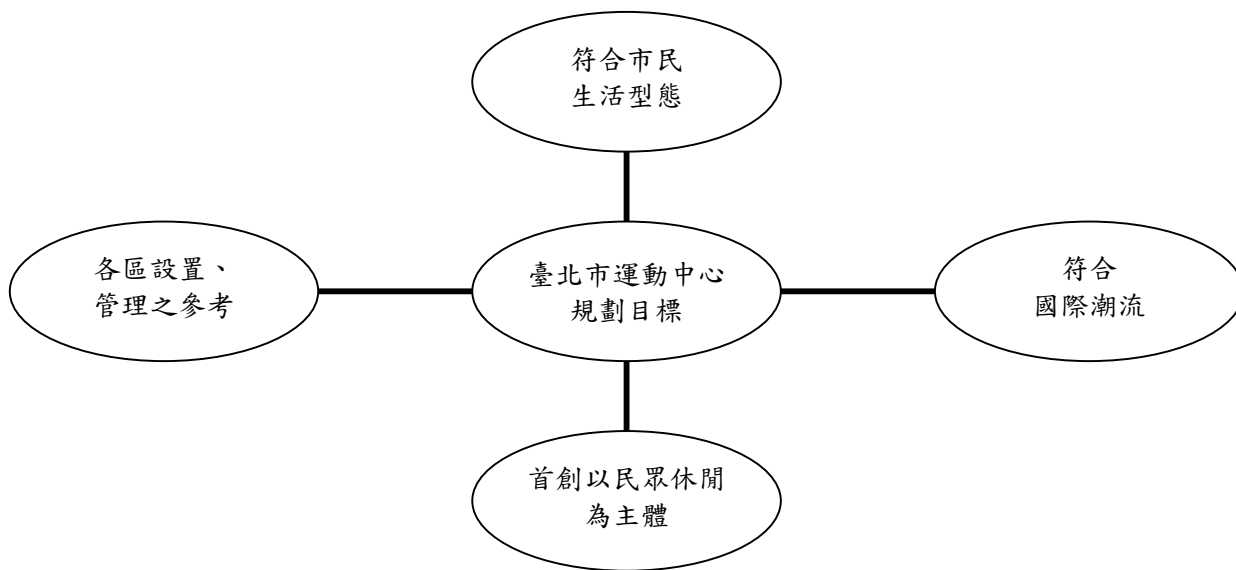 符合市民
生活型態
各區設置、
管理之參考
臺北市運動中心
規劃目標
符合
國際潮流
首創以民眾休閒
為主體